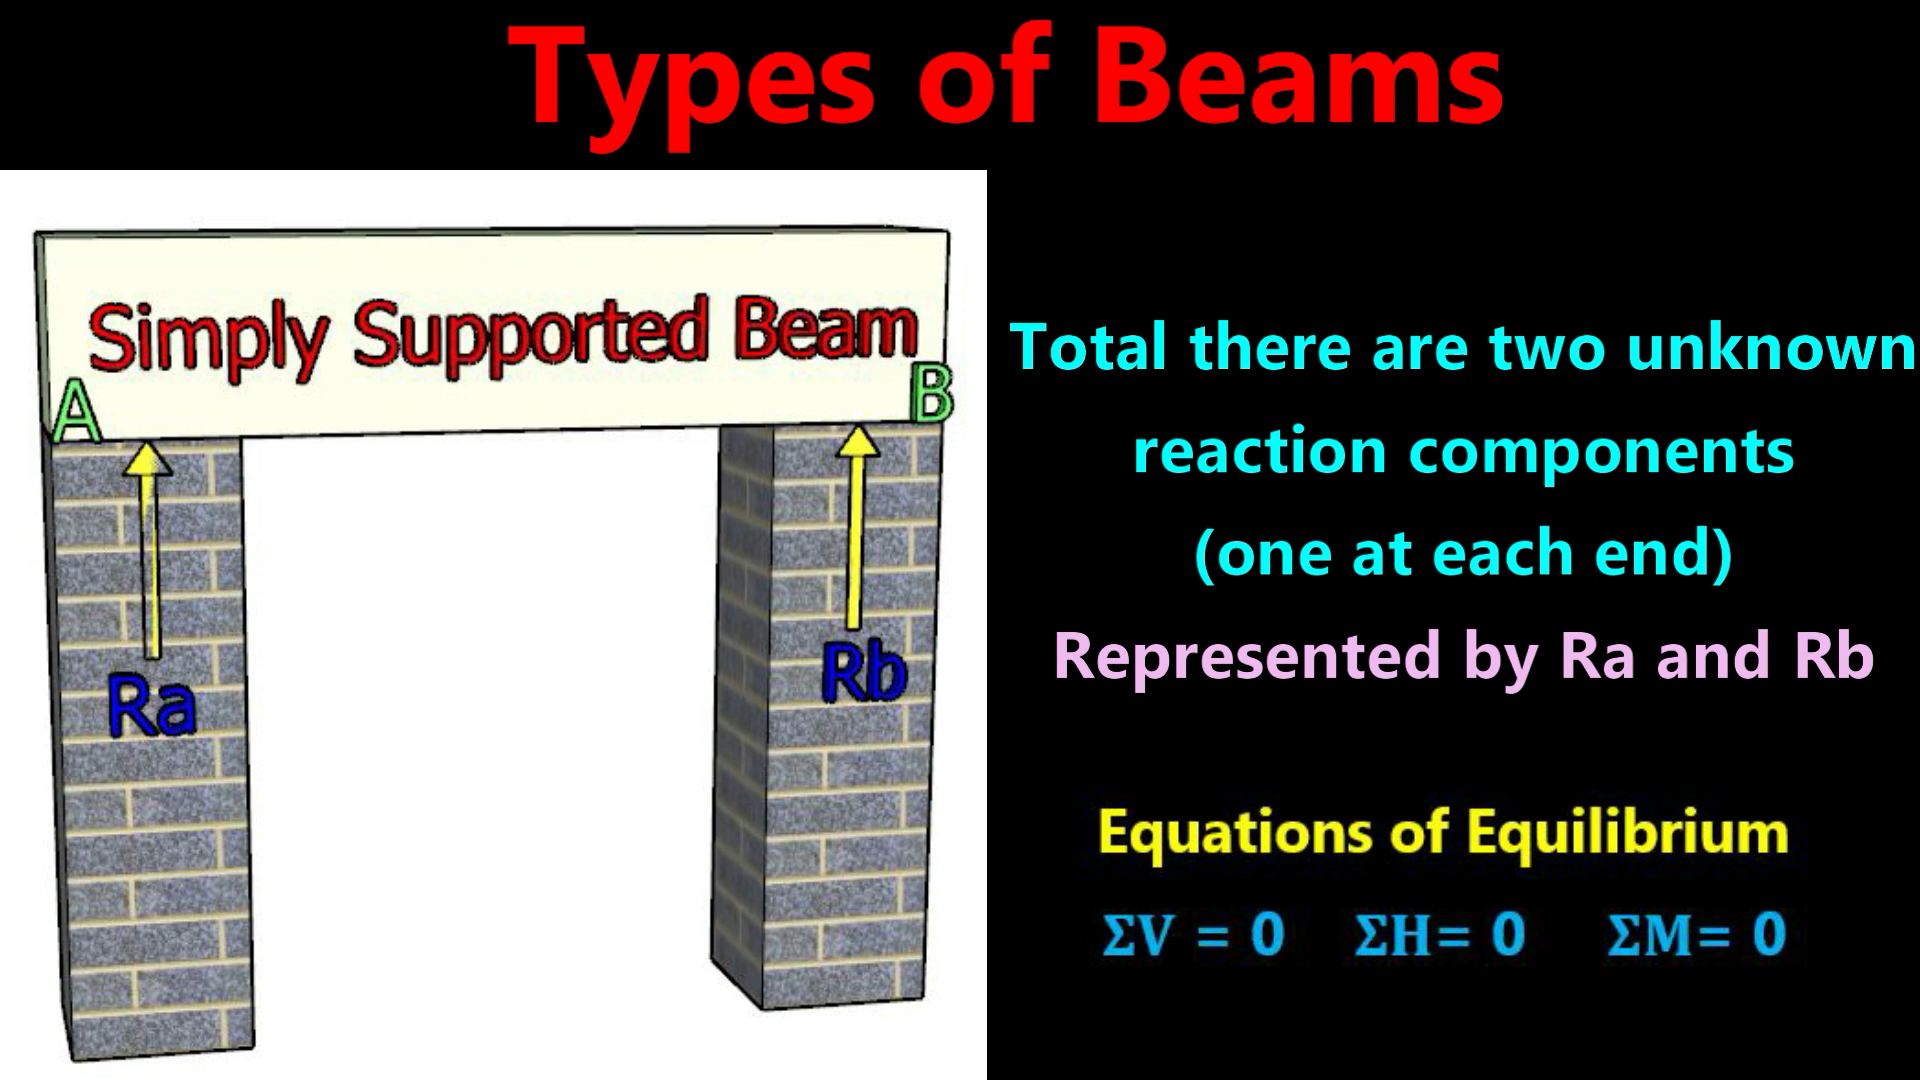 Types of Beams
Simply Supported Beam
A
B
Ra
Rb
Total there are two unknown
reaction components
(one at each end)
Represented by Ra and Rb
Equations of Equilibrium
ΣV = 0 ΣH= 0 ΣM= 0